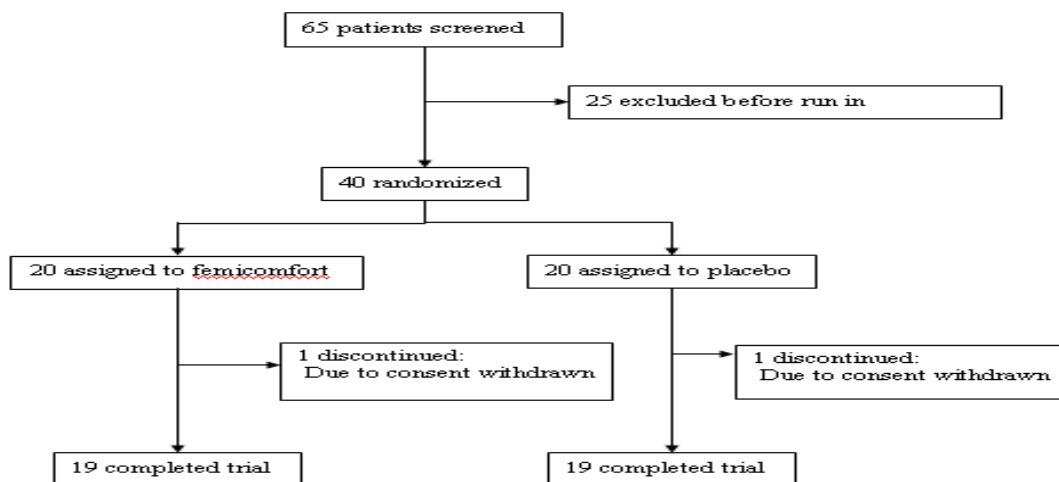 65 patients screened
25 excluded before run in
40 randomized
20 assigned to femicomfort
20 assigned to placebo
1 discontinued:
Due to consent withdrawn
1 discontinued:
Due to consent withdrawn
19 completed trial
19 completed trial